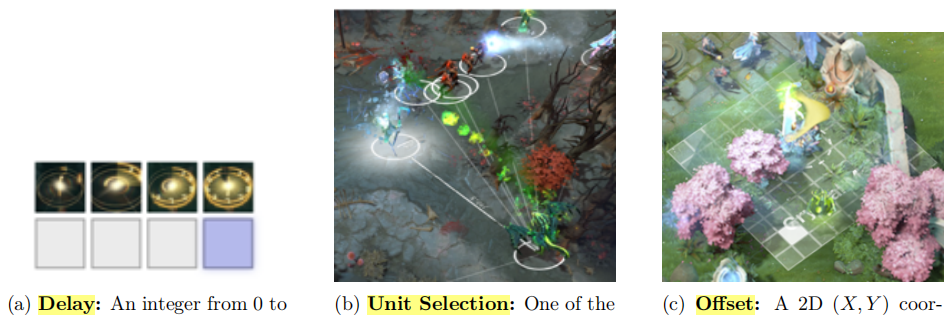 (a) Delay: An integer from 0 to
(b) Unit Selection: One of the
(c) Offset: A 2D (X, Y) coor-